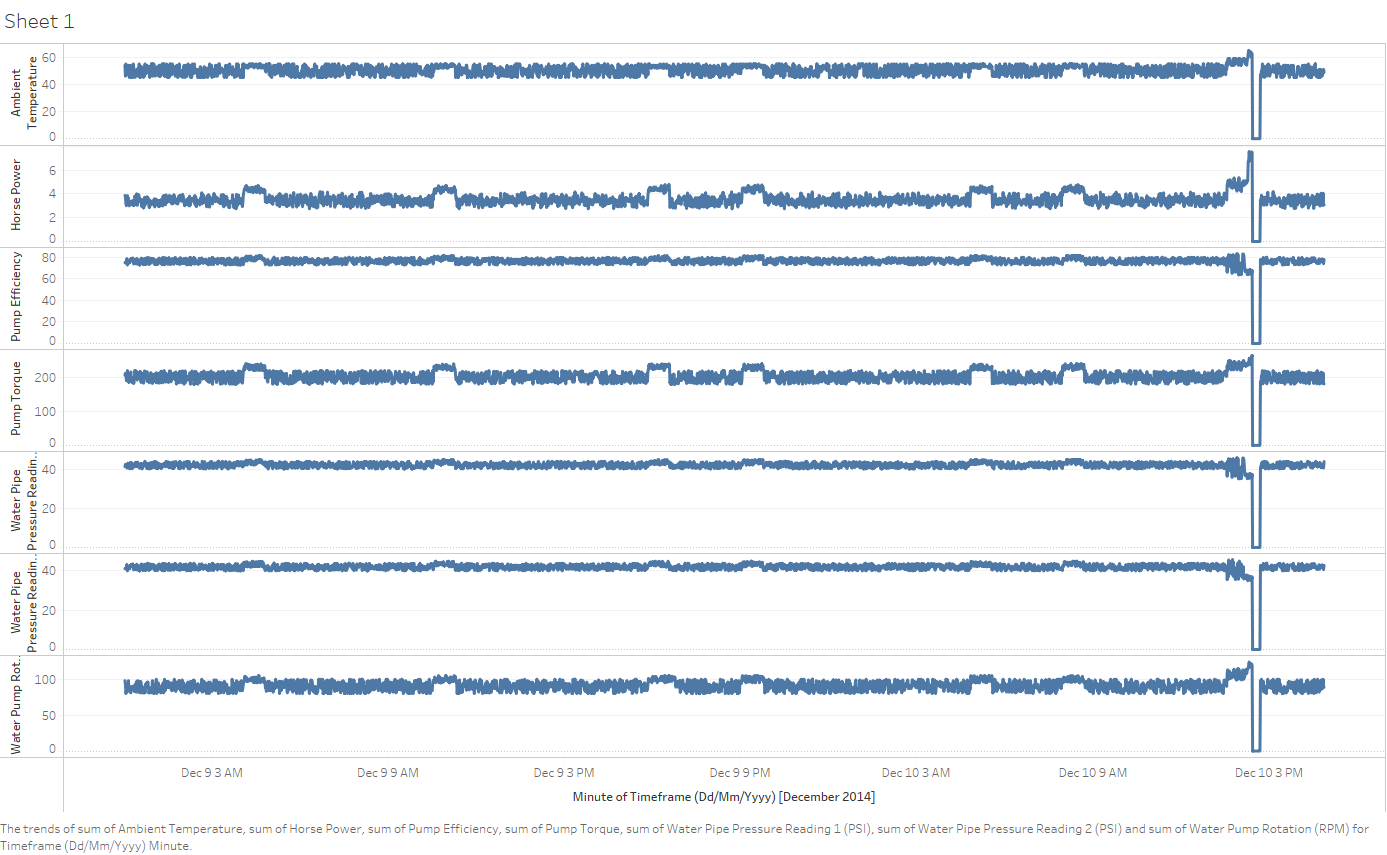 Sheet 1
Ambient
Temperature
60
40
20
0
Horse Power
6
4
2
0
Pump Efficiency
80
60
40
20
0
Pump Torque
200
100
0
Water Pipe
Pressure Readin..
40
20
0
Water Pipe
Pressure Readin..
40
20
0
Water Pump Rot..
100
50
0
Dec 9 3 AM
Dec 9 9 AM
Dec 9 3 PM
Dec 9 9 PM
Dec 10 3 AM
Dec 10 9 AM
Dec 10 3 PM
Minute of Timeframe (Dd/Mm/Yyyy) [December 2014]
The trends of sum of Ambient Temperature, sum of Horse Power, sum of Pump Efficiency, sum of Pump Torque, sum of Water Pipe Pressure Reading 1 (PSI), sum of Water Pipe Pressure Reading 2 (PSI) and sum of Water Pump Rotation (RPM) for
Timeframe (Dd/Mm/Yyyy) Minute.